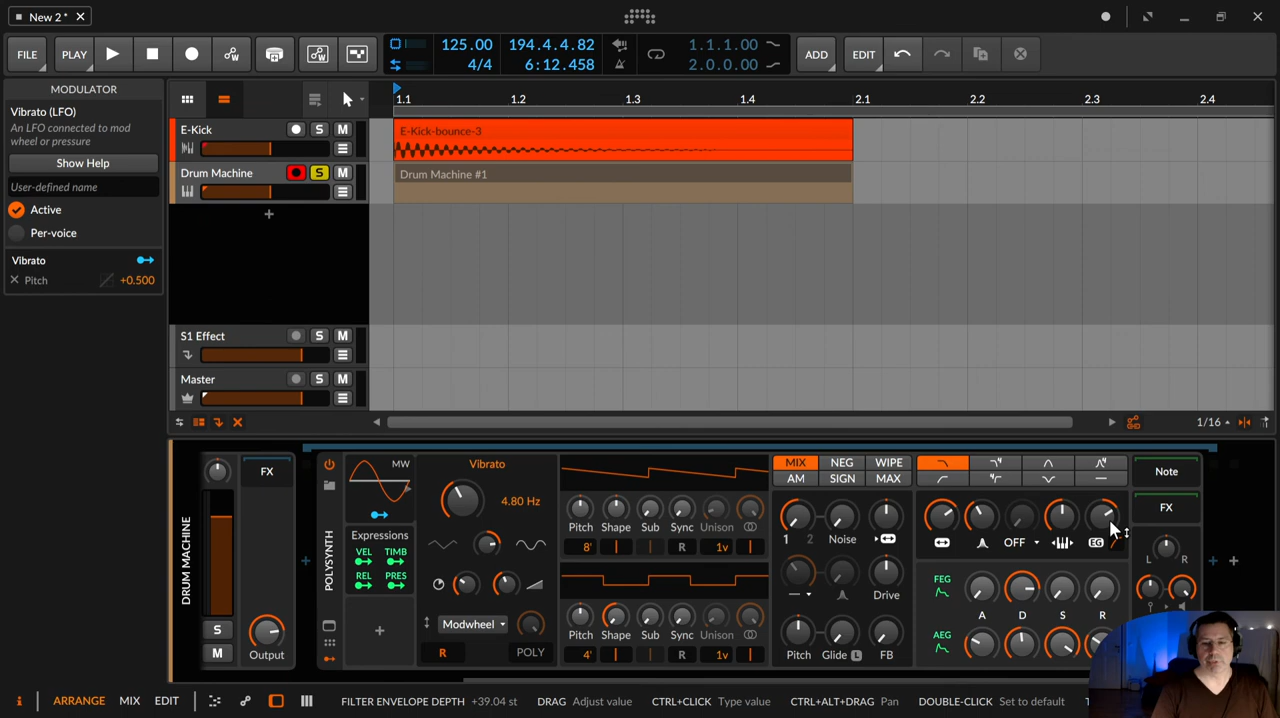 New 2 *
FILE PLAY 125.00 194.4.4.82 1.1.1.00 ADD EDIT
4/4 6:12.458 2.0.0.00
MODULATOR
Vibrato (LFO)
An LFO connected to mod
wheel or pressure
Show Help
User-defined name
Active
Per-voice
Vibrato
Pitch +0.500
1.1 1.2 1.3 1.4 2.1 2.2 2.3 2.4
E-Kick S M
E-Kick-bounce-3
Drum Machine S M
Drum Machine #1
S1 Effect S M
Master S M
1/16
DRUM MACHINE
FX
S
M
Output
POLYSYNTH
MW
Expressions
VEL TIMB
REL PRES
Vibrato
4.80 Hz
Modwheel
R POLY
Pitch Shape Sub Sync Unison
8' R 1v
Pitch Shape Sub Sync Unison
4' R 1v
MIX NEG WIPE
AM SIGN MAX
1 2 Noise
Drive
Pitch Glide L FB
OFF EG
FEG
A D S R
AEG
Note
FX
L R
ARRANGE MIX EDIT FILTER ENVELOPE DEPTH +39.04 st DRAG Adjust value CTRL+CLICK Type value CTRL+ALT+DRAG Pan DOUBLE-CLICK Set to default